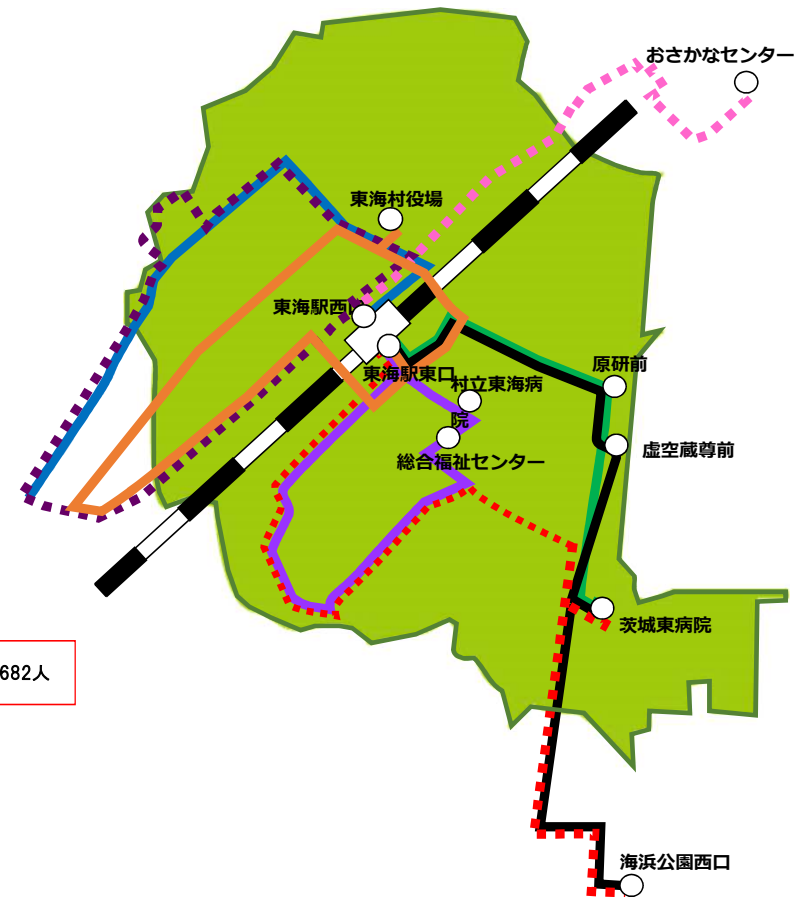 おさかなセンター
東海村役場
東海駅西口
東海駅東口
村立東海病
院
原研前
虚空蔵尊前
総合福祉センター
茨城東病院
682人
海浜公園西口